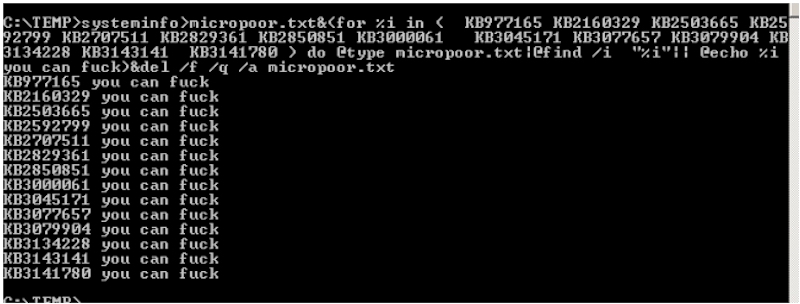 C:\TEMP>systeminfo>micropoor.txt&(for %i in (  KB977165 KB2160329 KB2503665 KB25
92799 KB2707511 KB2829361 KB2850851 KB3000061    KB3045171 KB3077657 KB3079904 KB
3134228 KB3143141  KB3141780 ) do @type micropoor.txt|@find /i  "%i"|| @echo %i 
you can fuck)&del /f /q /a micropoor.txt
KB977165 you can fuck
KB2160329 you can fuck
KB2503665 you can fuck
KB2592799 you can fuck
KB2707511 you can fuck
KB2829361 you can fuck
KB2850851 you can fuck
KB3000061 you can fuck
KB3045171 you can fuck
KB3077657 you can fuck
KB3079904 you can fuck
KB3134228 you can fuck
KB3143141 you can fuck
KB3141780 you can fuck
C:\TEMP>